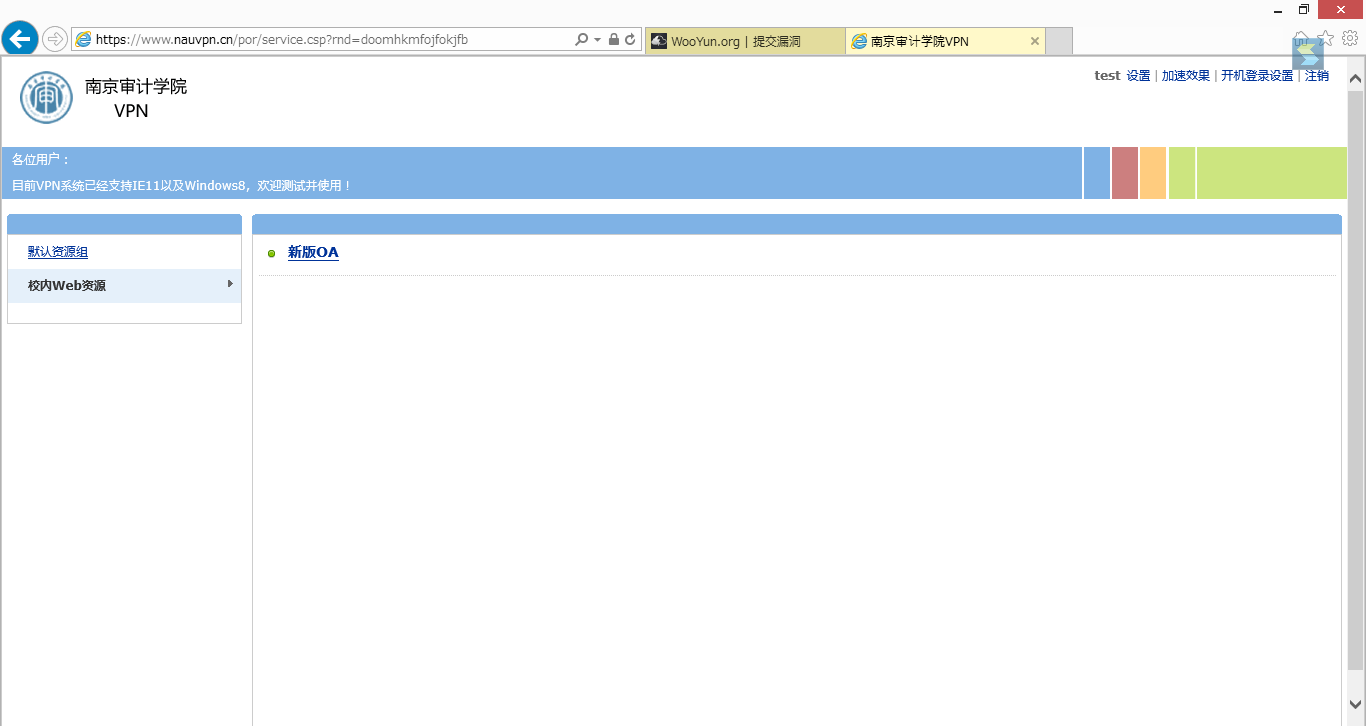 https://www.nauvpn.cn/por/service.csp?rnd=doomhkmfojfokjfb
WooYun.org | 提交漏洞
南京审计学院VPN
南京审计学院
VPN
test 设置 | 加速效果 | 开机登录设置 | 注销
各位用户：
目前VPN系统已经支持IE11以及Windows8，欢迎测试并使用！
默认资源组
校内Web资源
新版OA